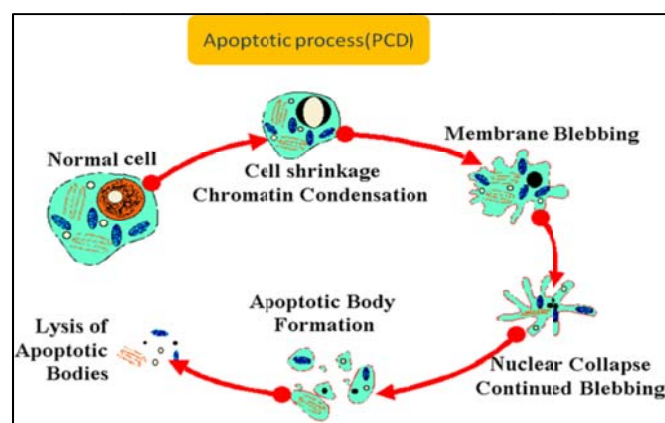 Apoptotic process(PCD)
Normal cell
Cell shrinkage
Chromatin Condensation
Membrane Blebbing
Nuclear Collapse
Continued Blebbing
Apoptotic Body
Formation
Lysis of
Apoptotic
Bodies